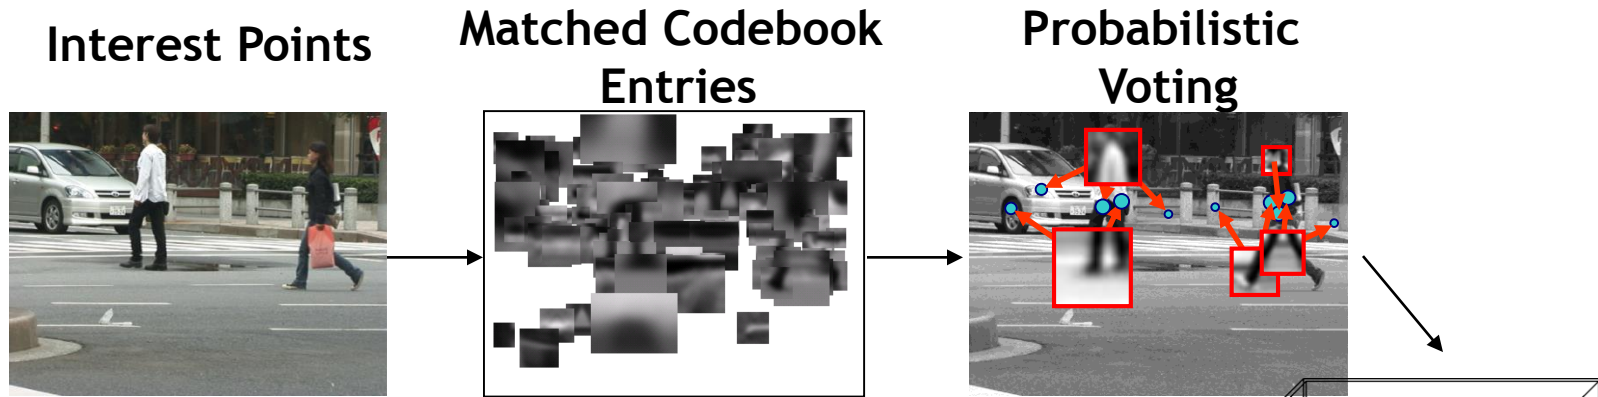 Interest Points
Matched Codebook
Entries
Probabilistic
Voting